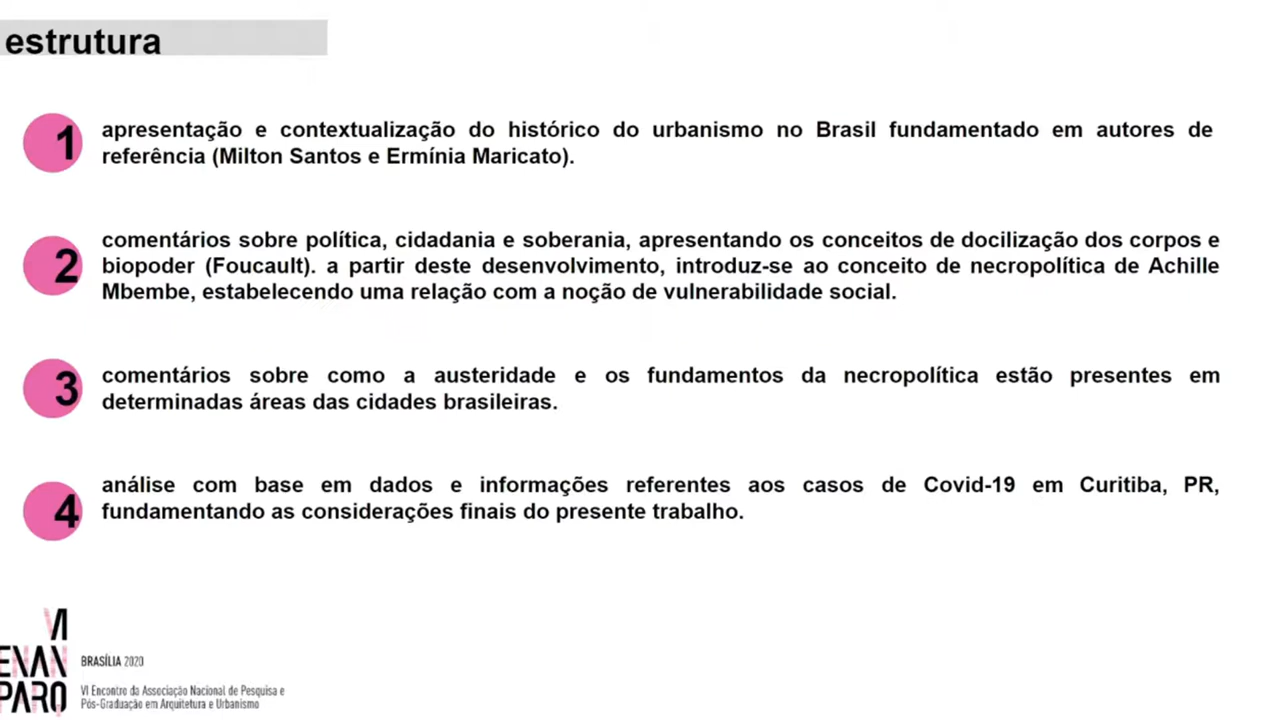 estrutura
1
apresentação e contextualização do histórico do urbanismo no Brasil fundamentado em autores de
referência (Milton Santos e Ermínia Maricato).
2
comentários sobre política, cidadania e soberania, apresentando os conceitos de docilização dos corpos e
biopoder (Foucault). a partir deste desenvolvimento, introduz-se ao conceito de necropolítica de Achille
Mbembe, estabelecendo uma relação com a noção de vulnerabilidade social.
3
comentários sobre como a austeridade e os fundamentos da necropolítica estão presentes em
determinadas áreas das cidades brasileiras.
4
análise com base em dados e informações referentes aos casos de Covid-19 em Curitiba, PR,
fundamentando as considerações finais do presente trabalho.
VI
ENAN
PARQ
BRASÍLIA 2020
VI Encontro da Associação Nacional de Pesquisa e
Pós-Graduação em Arquitetura e Urbanismo